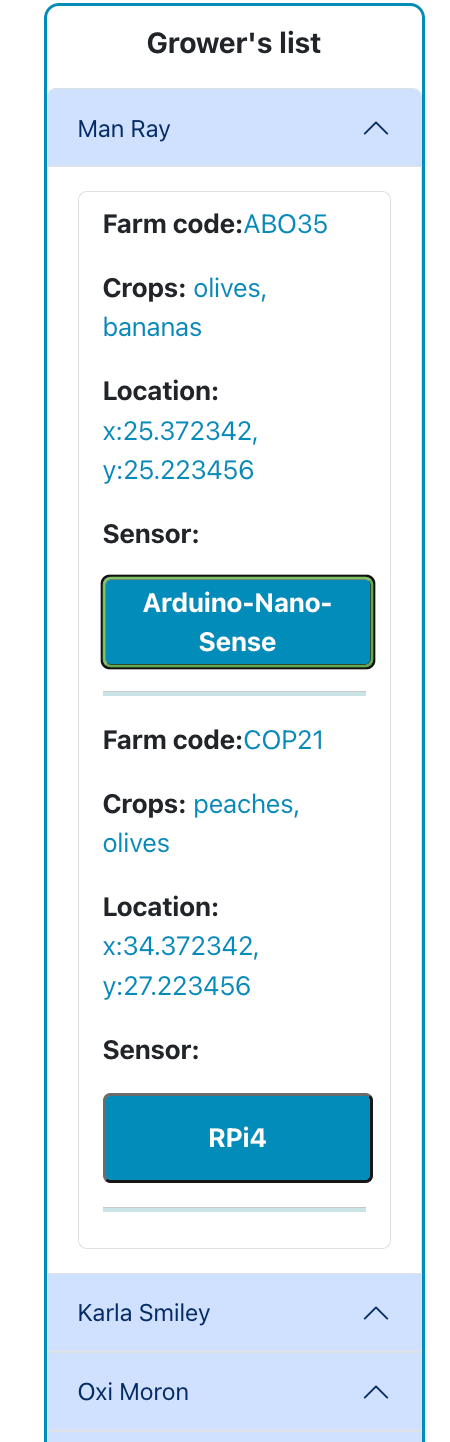 Grower's list
Man Ray
Farm code:ABO35
Crops: olives,
bananas
Location:
x:25.372342,
y:25.223456
Sensor:
Arduino-Nano-
Sense
Farm code:COP21
Crops: peaches,
olives
Location:
x:34.372342,
y:27.223456
Sensor:
RPi4
Karla Smiley
Oxi Moron